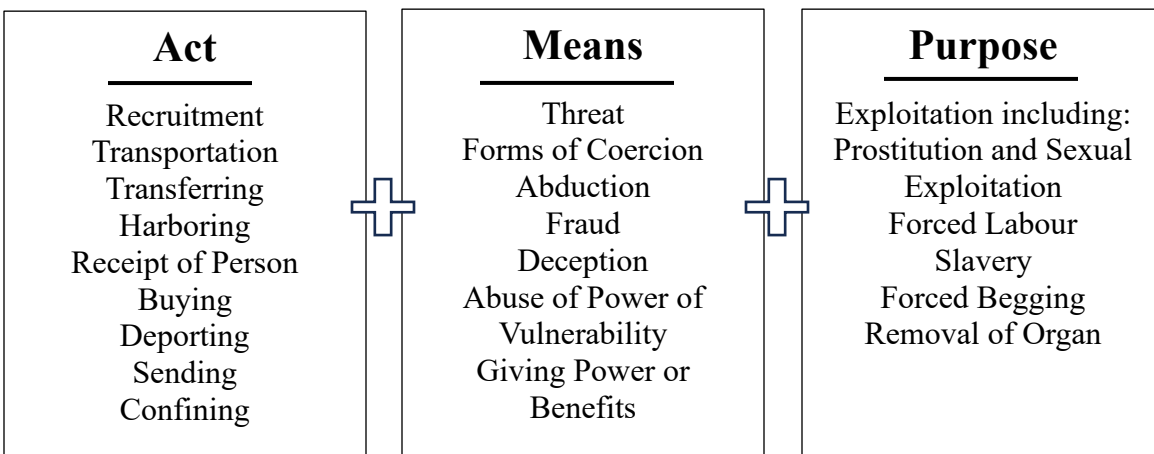 Act
Recruitment
Transportation
Transferring
Harboring
Receipt of Person
Buying
Deporting
Sending
Confining
Means
Threat
Forms of Coercion
Abduction
Fraud
Deception
Abuse of Power of
Vulnerability
Giving Power or
Benefits
Purpose
Exploitation including:
Prostitution and Sexual
Exploitation
Forced Labour
Slavery
Forced Begging
Removal of Organ